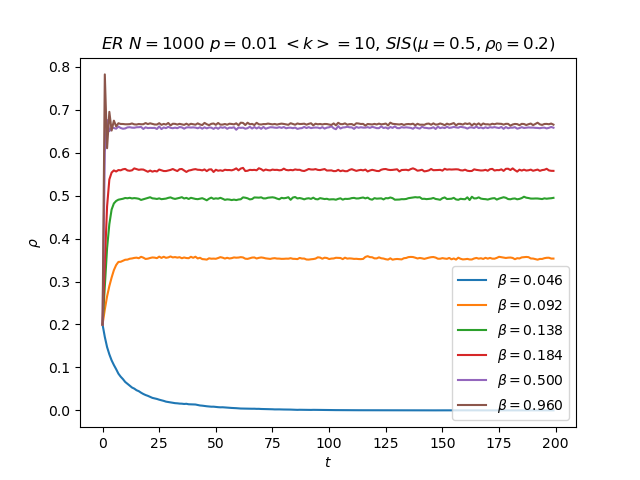 ER N = 1000 p = 0.01 < k >= 10, SIS(μ = 0.5, ρ₀ = 0.2)
0.8
0.7
0.6
0.5
0.4
0.3
0.2
0.1
0.0
ρ
β = 0.046
β = 0.092
β = 0.138
β = 0.184
β = 0.500
β = 0.960
0 25 50 75 100 125 150 175 200
t